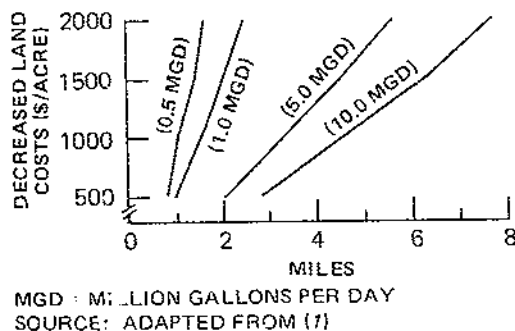 DECREASED LAND
COSTS ($/ACRE)
2000
1500
1000
500
(0.5 MGD)
(1.0 MGD)
(5.0 MGD)
(10.0 MGD)
0 2 4 6 8
MILES
MGD : MILLION GALLONS PER DAY
SOURCE: ADAPTED FROM (1)